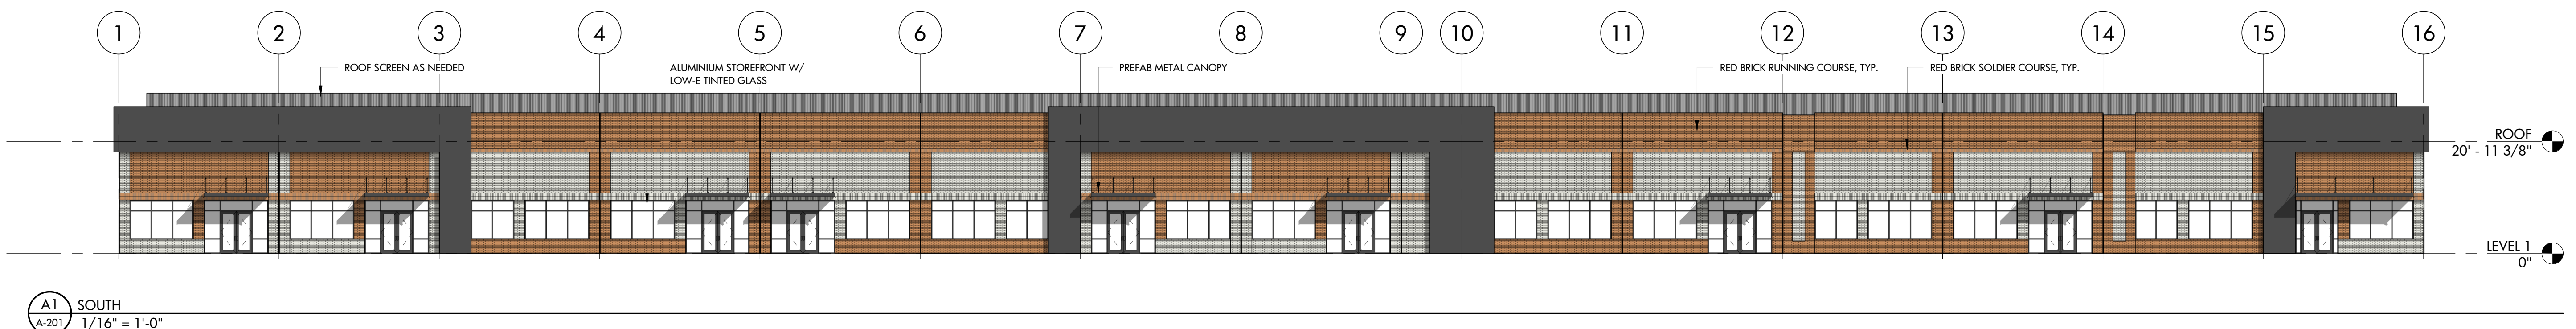 1 2 3 4 5 6 7 8 9 10 11 12 13 14 15 16
ROOF SCREEN AS NEEDED
ALUMINIUM STOREFRONT W/
LOW-E TINTED GLASS
PREFAB METAL CANOPY
RED BRICK RUNNING COURSE, TYP.
RED BRICK SOLDIER COURSE, TYP.
ROOF
20' - 11 3/8"
LEVEL 1
0"
A1 SOUTH
A-201 1/16" = 1'-0"